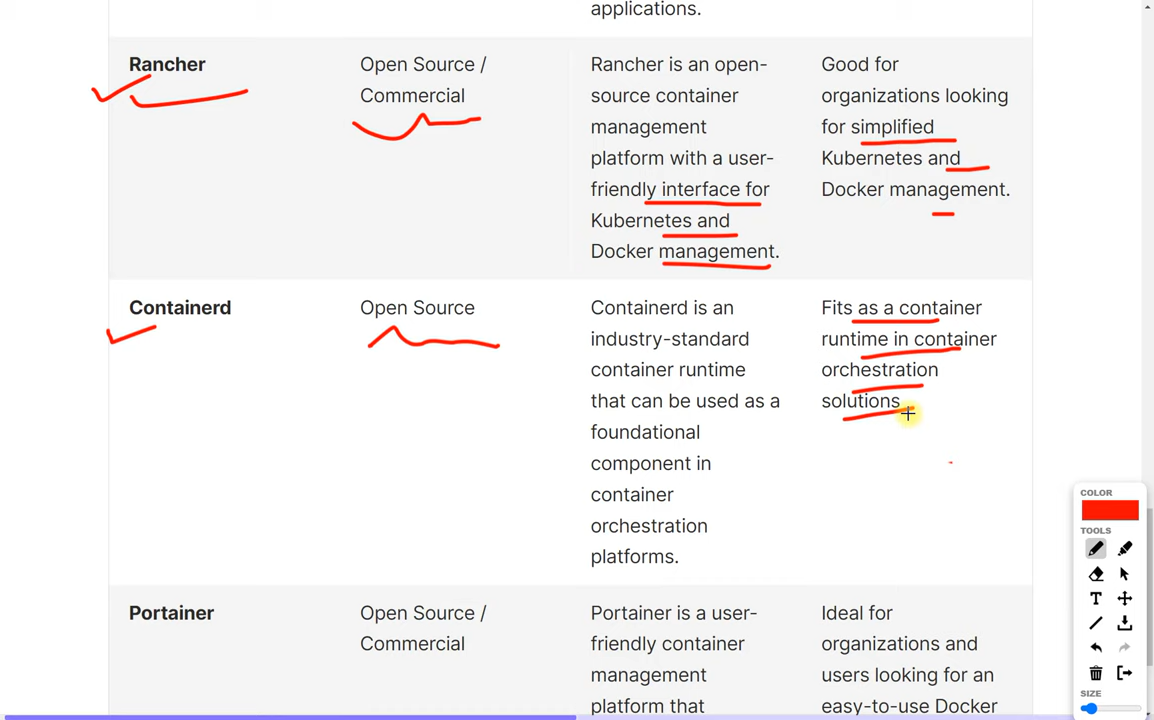 applications.
Rancher
Open Source /
Commercial
Rancher is an open-
source container
management
platform with a user-
friendly interface for
Kubernetes and
Docker management.
Good for
organizations looking
for simplified
Kubernetes and
Docker management.
Containerd
Open Source
Containerd is an
industry-standard
container runtime
that can be used as a
foundational
component in
container
orchestration
platforms.
Fits as a container
runtime in container
orchestration
solutions
Portainer
Open Source /
Commercial
Portainer is a user-
friendly container
management
platform that
Ideal for
organizations and
users looking for an
easy-to-use Docker
COLOR
TOOLS
T
SIZE